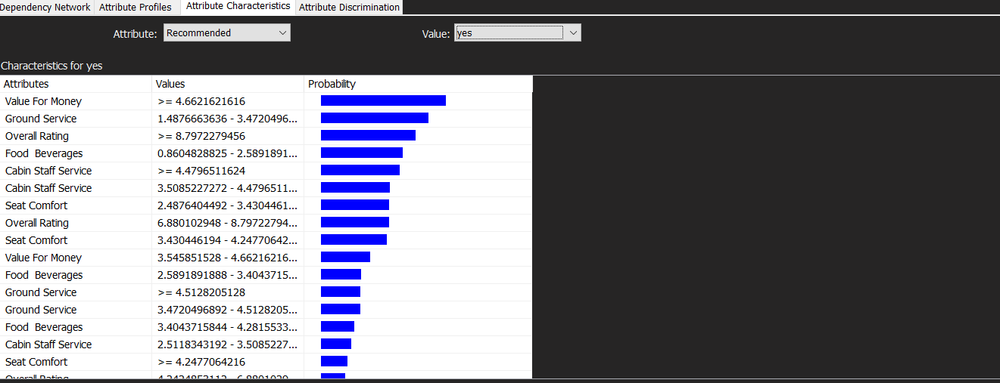 Dependency Network Attribute Profiles Attribute Characteristics Attribute Discrimination
Attribute: Recommended Value: yes
Characteristics for yes
Attributes Values Probability
Value For Money >= 4.6621621616
Ground Service 1.4876663636 - 3.4720496...
Overall Rating >= 8.7972279456
Food  Beverages 0.8604828825 - 2.5891891...
Cabin Staff Service >= 4.4796511624
Cabin Staff Service 3.5085227272 - 4.4796511...
Seat Comfort 2.4876404492 - 3.4304461...
Overall Rating 6.880102948 - 8.79722794...
Seat Comfort 3.430446194 - 4.24770642...
Value For Money 3.545851528 - 4.66216216...
Food  Beverages 2.5891891888 - 3.4043715...
Ground Service >= 4.5128205128
Ground Service 3.4720496892 - 4.5128205...
Food  Beverages 3.4043715844 - 4.2815533...
Cabin Staff Service 2.5118343192 - 3.5085227...
Seat Comfort >= 4.2477064216
Overall Rating